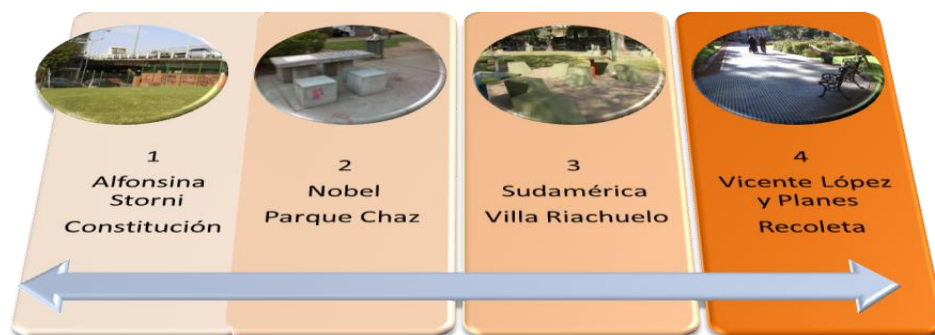 1
Alfonsina
Storni
Constitución
2
Nobel
Parque Chaz
3
Sudamérica
Villa Riachuelo
4
Vicente López
y Planes
Recoleta